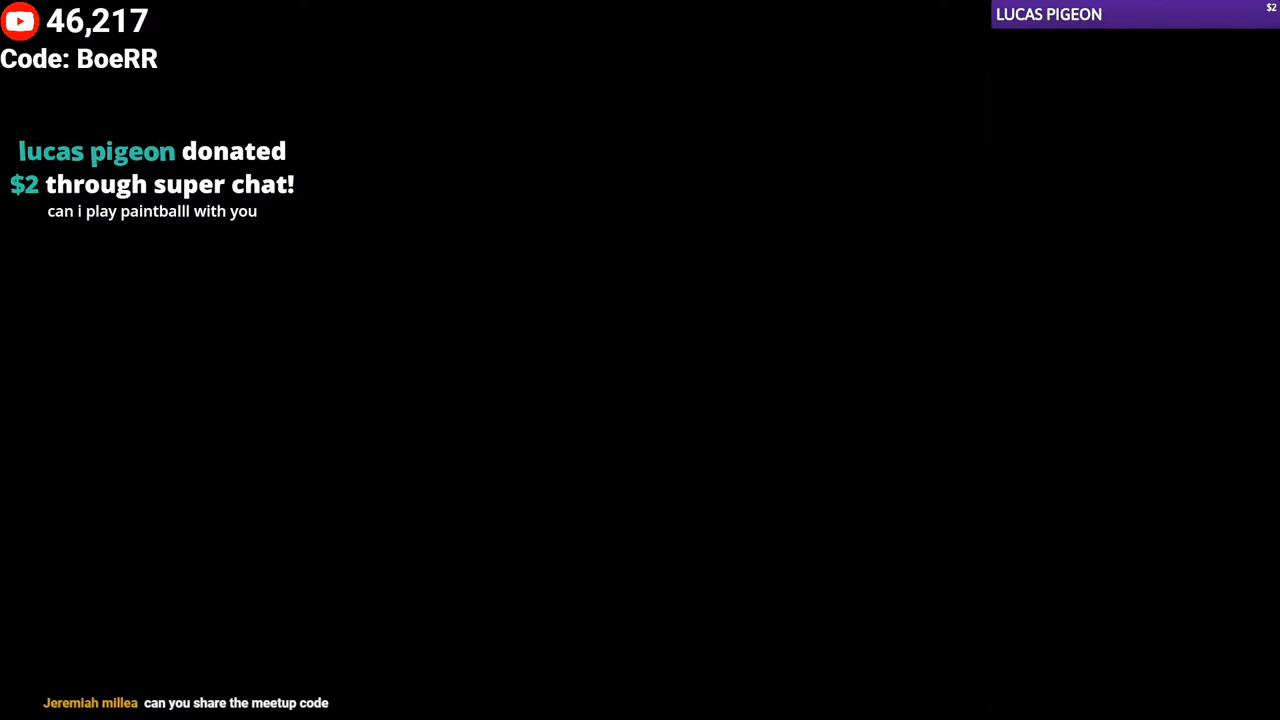 46,217
Code: BoeRR
LUCAS PIGEON $2
lucas pigeon donated
$2 through super chat!
can i play paintballl with you
Jeremiah millea can you share the meetup code